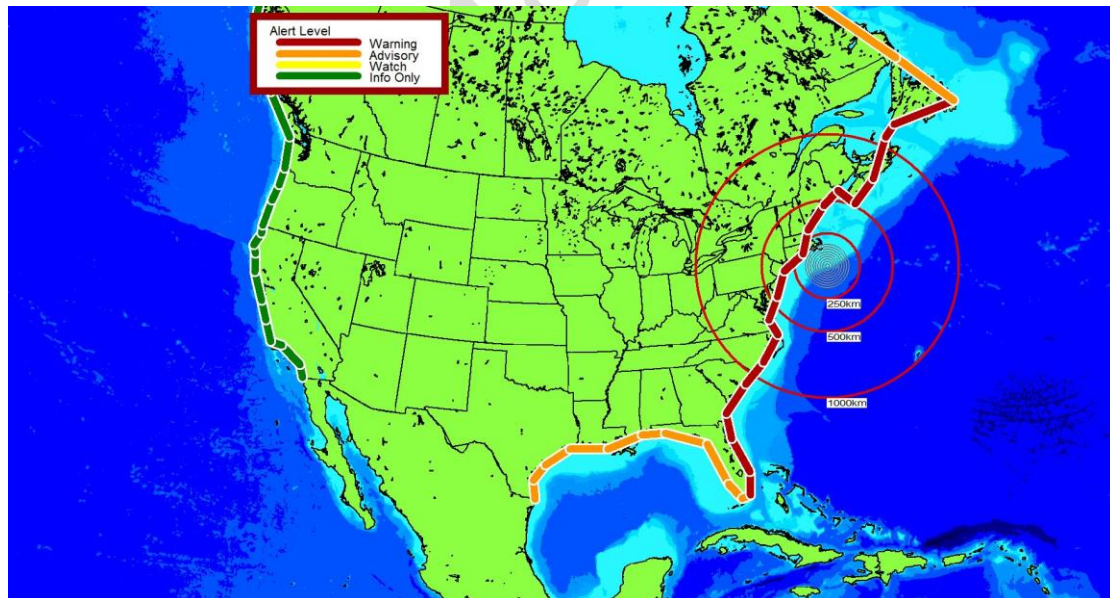 Alert Level
Warning
Advisory
Watch
Info Only
250km
500km
1000km